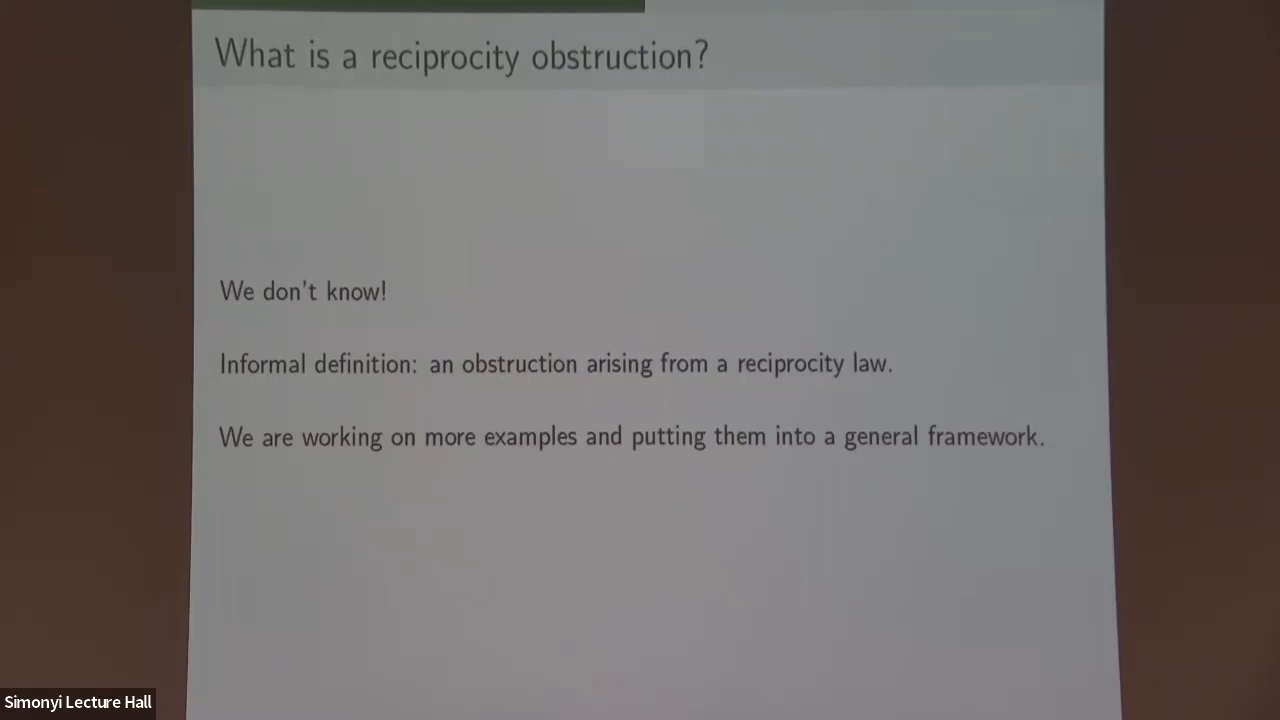 What is a reciprocity obstruction?
We don't know!
Informal definition: an obstruction arising from a reciprocity law.
We are working on more examples and putting them into a general framework.
Simonyi Lecture Hall